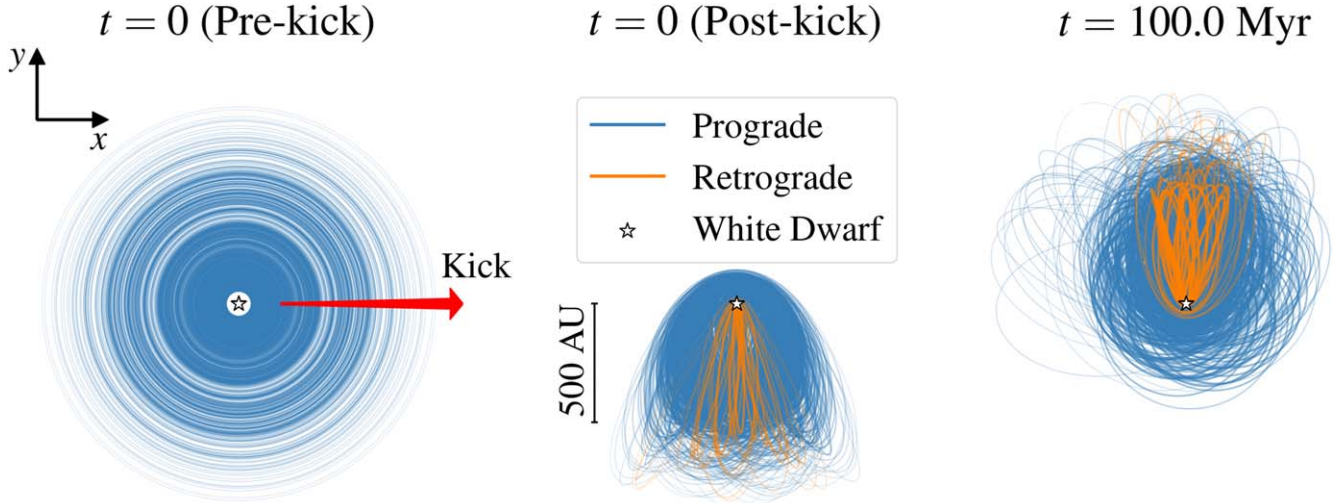 t = 0 (Pre-kick)
t = 0 (Post-kick)
t = 100.0 Myr
y
x
Kick
Prograde
Retrograde
White Dwarf
500 AU